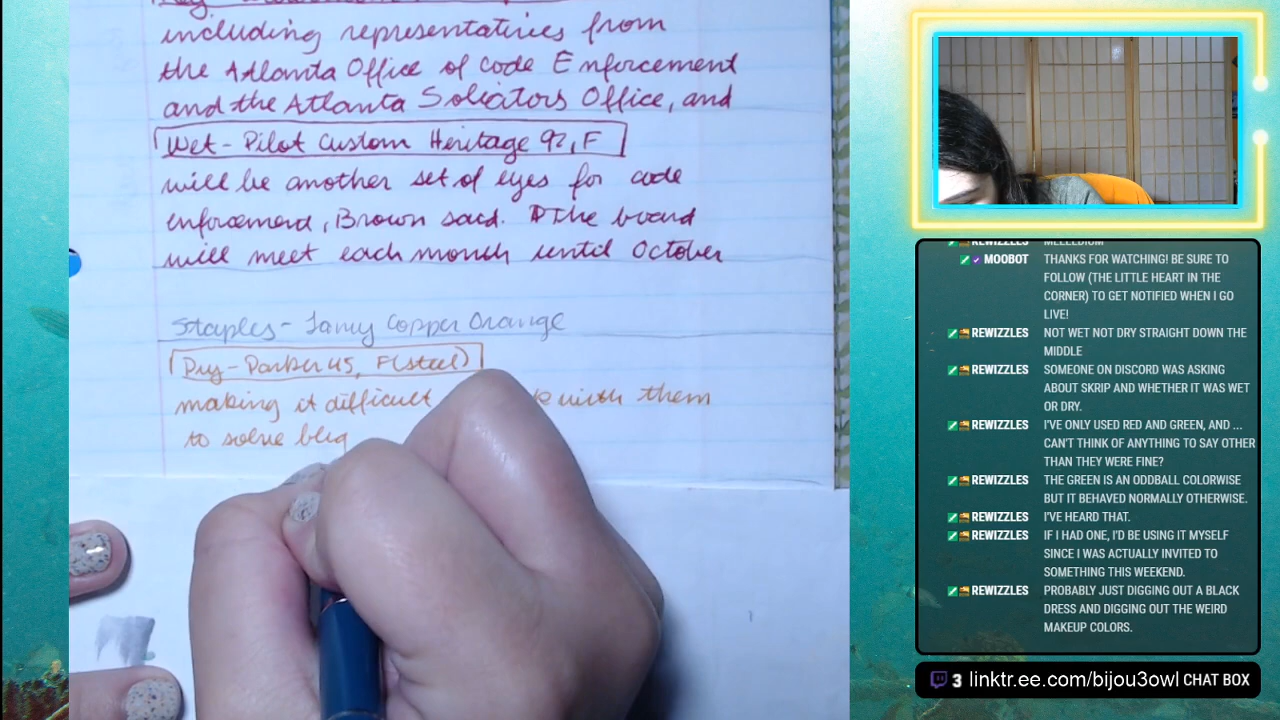 including representatives from
the Atlanta Office of Code Enforcement
and the Atlanta Soliciators Office, and
Wet - Pilot Custom Heritage 92, F
will be another set of eyes for code
enforcement, Brown said. The board
will meet each month until October
Staples - Jamy Copper Orange
Dry - Parker 45, F (steel)
making it difficult with them
to solve blig
REWIZZLES MELLEDIUM
MOOBOT THANKS FOR WATCHING! BE SURE TO
FOLLOW (THE LITTLE HEART IN THE
CORNER) TO GET NOTIFIED WHEN I GO
LIVE!
REWIZZLES NOT WET NOT DRY STRAIGHT DOWN THE
MIDDLE
REWIZZLES SOMEONE ON DISCORD WAS ASKING
ABOUT SKRIP AND WHETHER IT WAS WET
OR DRY.
REWIZZLES I'VE ONLY USED RED AND GREEN, AND ...
CAN'T THINK OF ANYTHING TO SAY OTHER
THAN THEY WERE FINE?
REWIZZLES THE GREEN IS AN ODDBALL COLORWISE
BUT IT BEHAVED NORMALLY OTHERWISE.
REWIZZLES I'VE HEARD THAT.
REWIZZLES IF I HAD ONE, I'D BE USING IT MYSELF
SINCE I WAS ACTUALLY INVITED TO
SOMETHING THIS WEEKEND.
REWIZZLES PROBABLY JUST DIGGING OUT A BLACK
DRESS AND DIGGING OUT THE WEIRD
MAKEUP COLORS.
3 linktr.ee.com/bijou3owl CHAT BOX